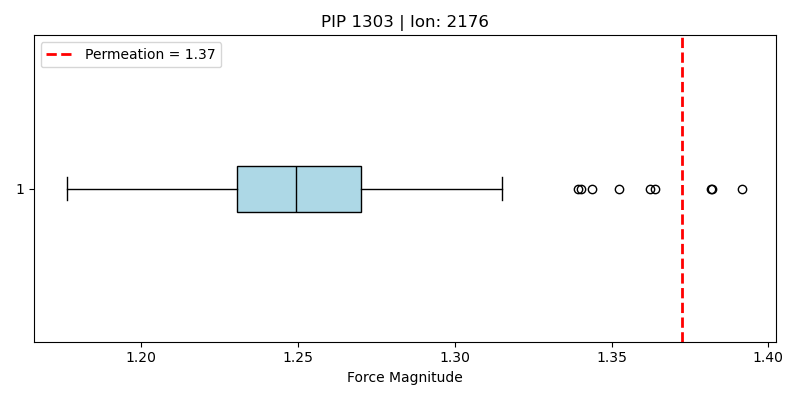 PIP 1303 | Ion: 2176
Permeation = 1.37
1
1.20 1.25 1.30 1.35 1.40
Force Magnitude